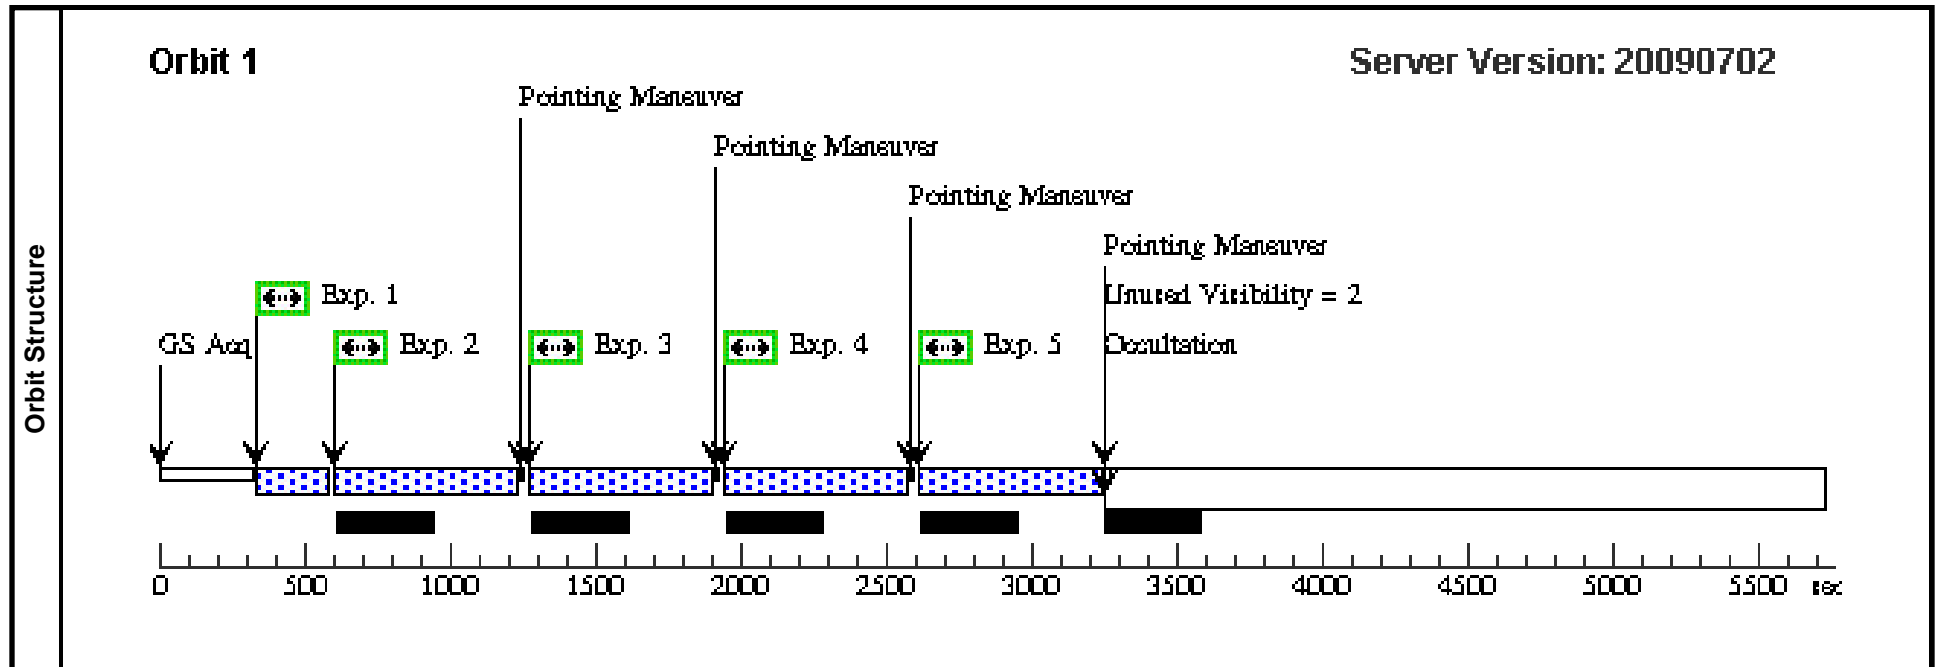 Orbit 1
Server Version: 20090702
Pointing Maneuver
Pointing Maneuver
Pointing Maneuver
Pointing Maneuver
Exp. 1
Unused Visibility = 2
GS Acq
Exp. 2
Exp. 3
Exp. 4
Exp. 5
Occultation
Orbit Structure
0 500 1000 1500 2000 2500 3000 3500 4000 4500 5000 5500 sec